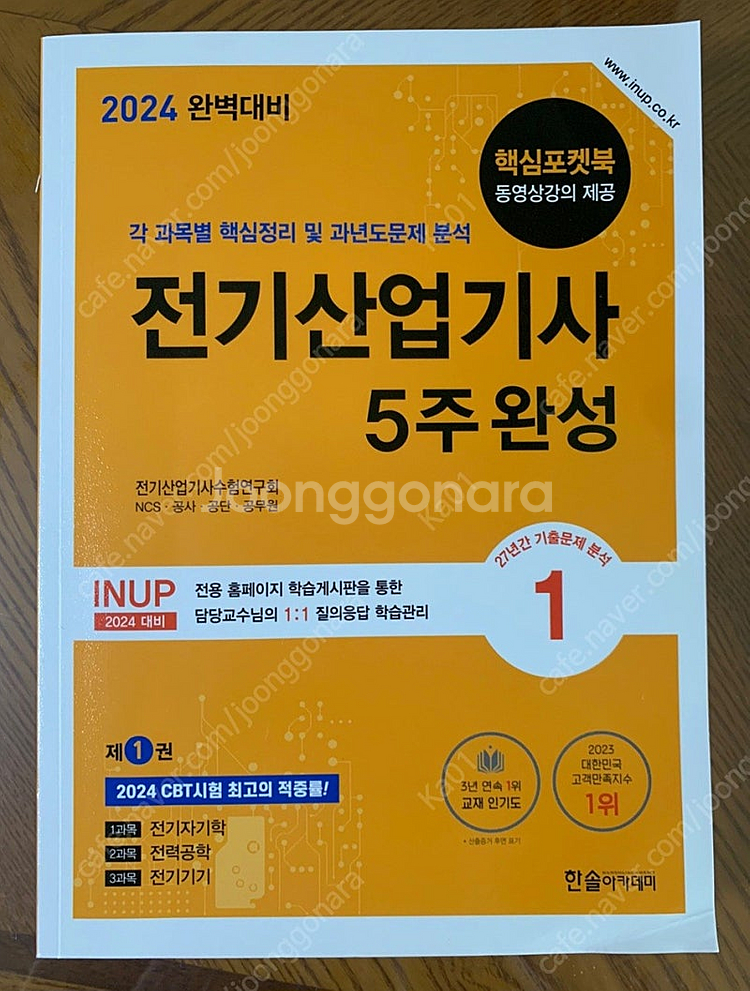 www.inup.co.kr
2024 완벽대비
핵심포켓북
동영상강의 제공
각 과목별 핵심정리 및 과년도문제 분석
전기산업기사
5주 완성
전기산업기사수험연구회
NCS · 공사 · 공단 · 공무원
joonggonara
27년간 기출문제 분석
1
INUP
2024 대비
전용 홈페이지 학습게시판을 통한
담당교수님의 1:1 질의응답 학습관리
제1권
2024 CBT시험 최고의 적중률!
1과목 전기자기학
2과목 전력공학
3과목 전기기기
3년 연속 1위
교재 인기도
* 산출증거 후면 표기
2023
대한민국
고객만족지수
1위
한솔아카데미
cafe.naver.com/joonggonara
Ka01